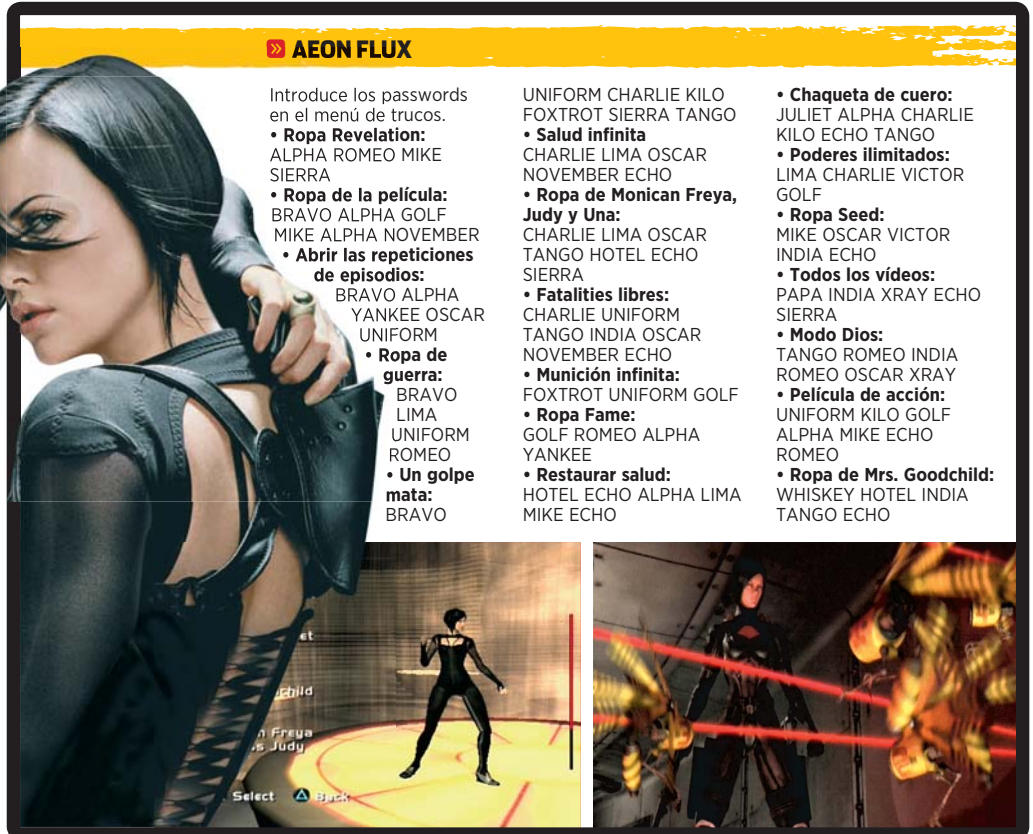 AEON FLUX
Introduce los passwords
en el menú de trucos.
• Ropa Revelation:
ALPHA ROMEO MIKE
SIERRA
• Ropa de la película:
BRAVO ALPHA GOLF
MIKE ALPHA NOVEMBER
• Abrir las repeticiones
de episodios:
BRAVO ALPHA
YANKEE OSCAR
UNIFORM
• Ropa de
guerra:
BRAVO
LIMA
UNIFORM
ROMEO
• Un golpe
mata:
BRAVO
UNIFORM CHARLIE KILO
FOXTROT SIERRA TANGO
• Salud infinita
CHARLIE LIMA OSCAR
NOVEMBER ECHO
• Ropa de Monican Freya,
Judy y Una:
CHARLIE LIMA OSCAR
TANGO HOTEL ECHO
SIERRA
• Fatalities libres:
CHARLIE UNIFORM
TANGO INDIA OSCAR
NOVEMBER ECHO
• Munición infinita:
FOXTROT UNIFORM GOLF
• Ropa Fame:
GOLF ROMEO ALPHA
YANKEE
• Restaurar salud:
HOTEL ECHO ALPHA LIMA
MIKE ECHO
• Chaqueta de cuero:
JULIET ALPHA CHARLIE
KILO ECHO TANGO
• Poderes ilimitados:
LIMA CHARLIE VICTOR
GOLF
• Ropa Seed:
MIKE OSCAR VICTOR
INDIA ECHO
• Todos los vídeos:
PAPA INDIA XRAY ECHO
SIERRA
• Modo Dios:
TANGO ROMEO INDIA
ROMEO OSCAR XRAY
• Película de acción:
UNIFORM KILO GOLF
ALPHA MIKE ECHO
ROMEO
• Ropa de Mrs. Goodchild:
WHISKEY HOTEL INDIA
TANGO ECHO
et
child
n Freya
s Judy
Select Back